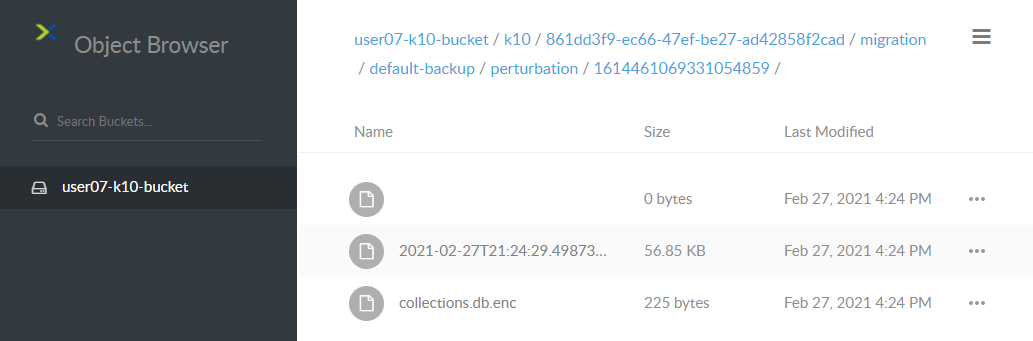 Object Browser
Search Buckets...
user07-k10-bucket
user07-k10-bucket / k10 / 861dd3f9-ec66-47ef-be27-ad42858f2cad / migration
/ default-backup / perturbation / 1614461069331054859 /
Name Size Last Modified
0 bytes Feb 27, 2021 4:24 PM
2021-02-27T21:24:29.49873... 56.85 KB Feb 27, 2021 4:24 PM
collections.db.enc 225 bytes Feb 27, 2021 4:24 PM